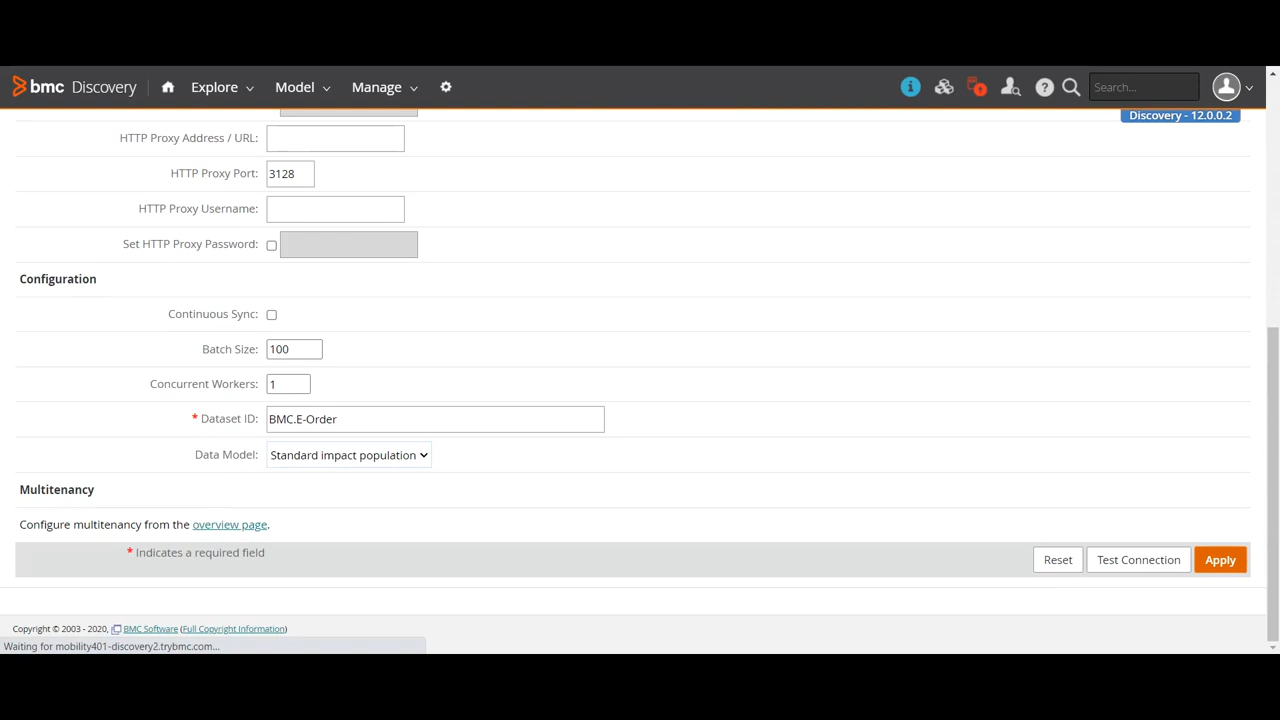 bmc Discovery Explore Model Manage Search...
Discovery - 12.0.0.2
HTTP Proxy Address / URL:
HTTP Proxy Port: 3128
HTTP Proxy Username:
Set HTTP Proxy Password:
Configuration
Continuous Sync:
Batch Size: 100
Concurrent Workers: 1
* Dataset ID: BMC.E-Order
Data Model: Standard impact population
Multitenancy
Configure multitenancy from the overview page.
* Indicates a required field Reset Test Connection Apply
Copyright © 2003 - 2020, BMC Software (Full Copyright Information)
Waiting for mobility401-discovery2.trybmc.com...